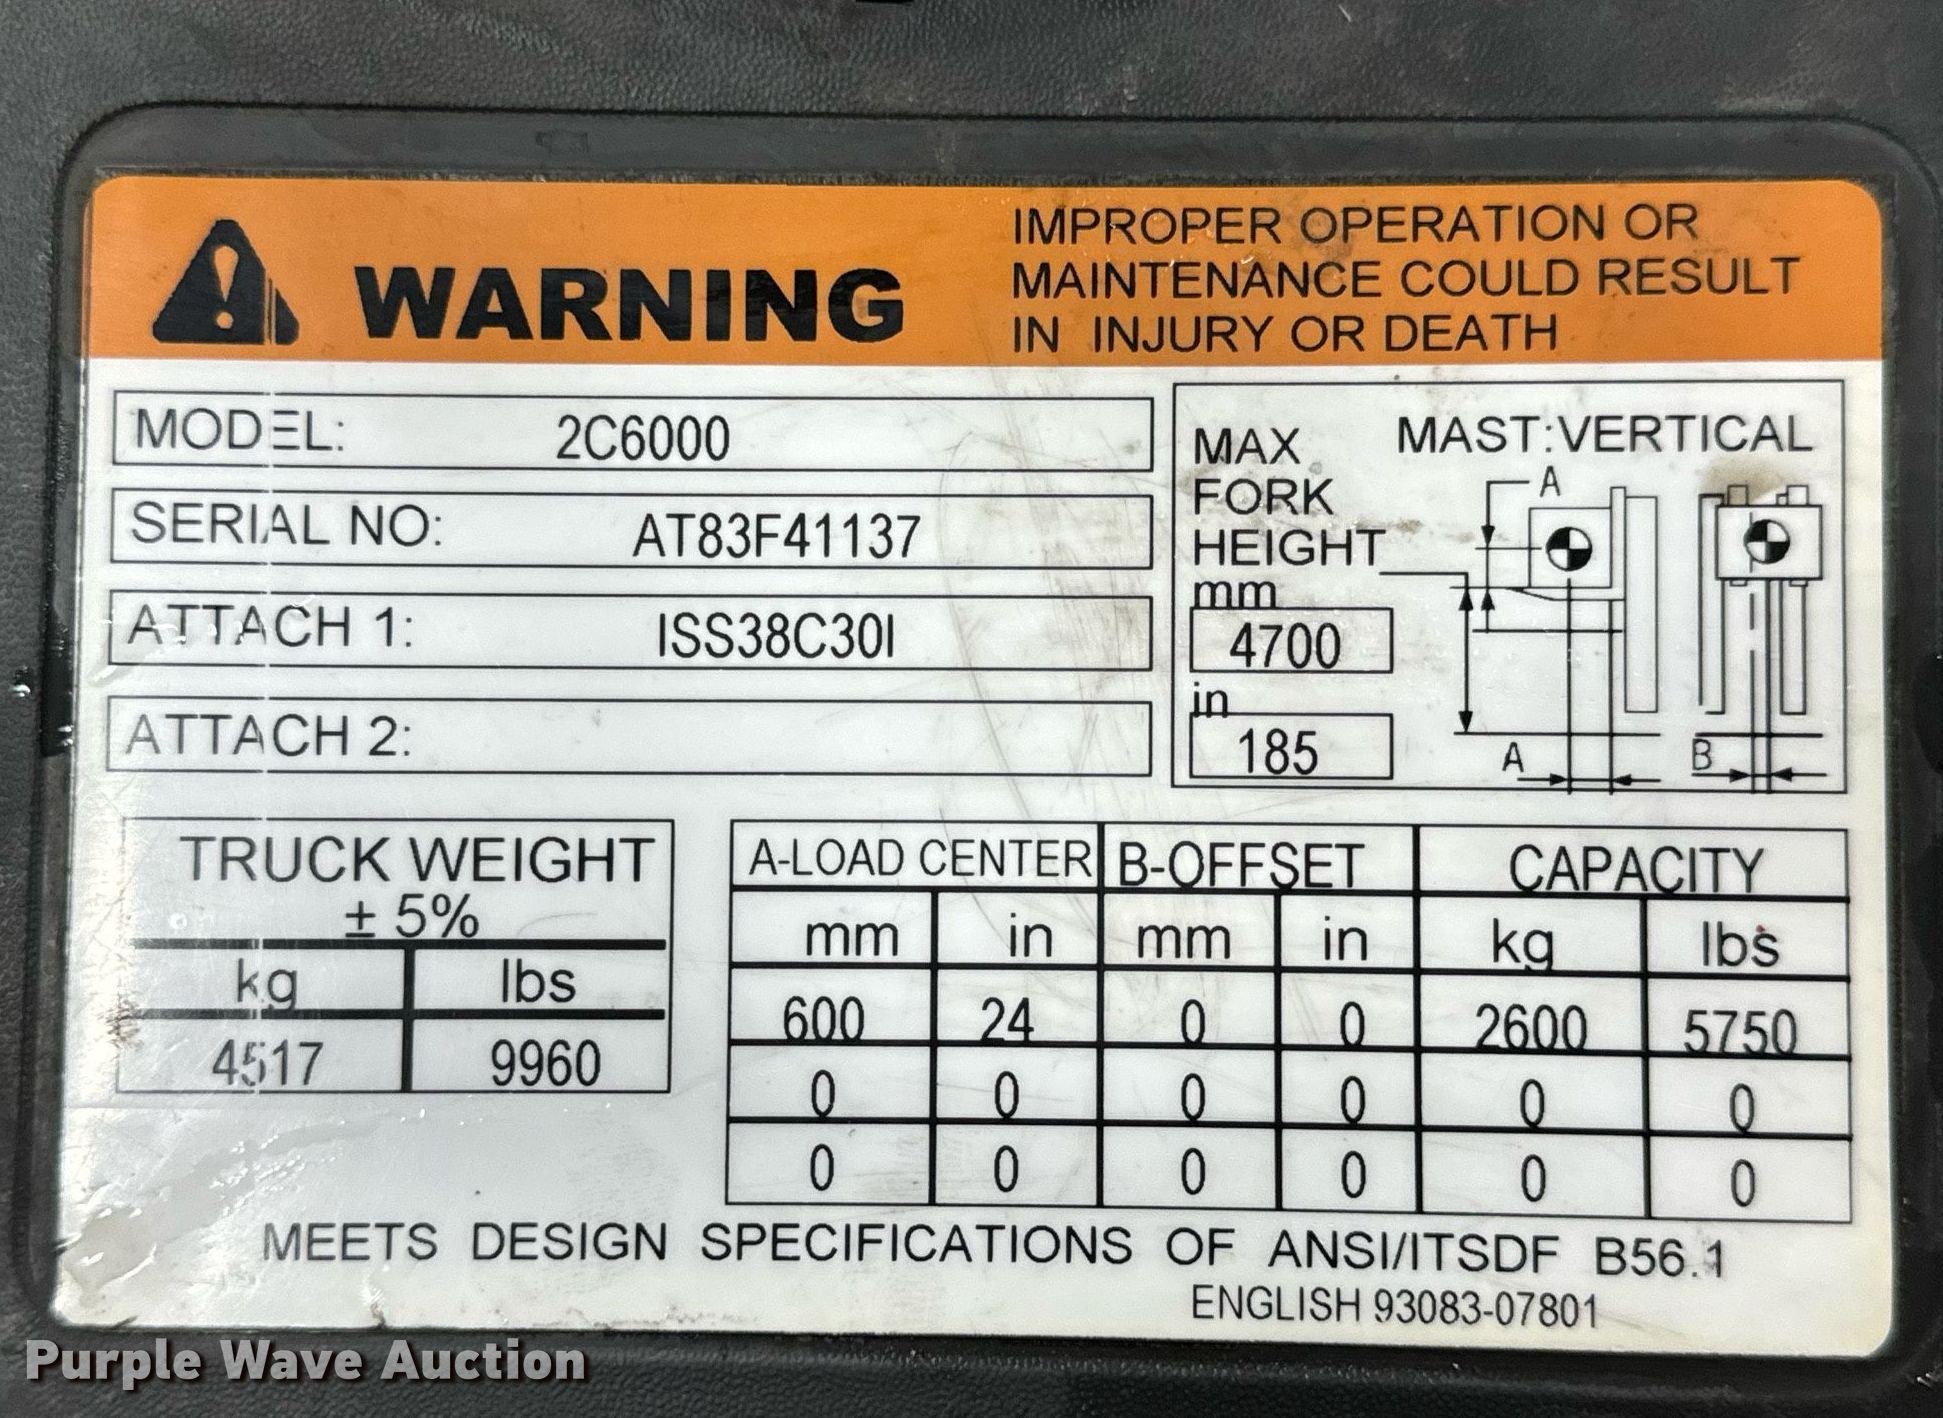 WARNING
IMPROPER OPERATION OR
MAINTENANCE COULD RESULT
IN INJURY OR DEATH
MODEL: 2C6000
SERIAL NO: AT83F41137
ATTACH 1: ISS38C30I
ATTACH 2:
MAX
FORK
HEIGHT
mm
4700
in
185
MAST:VERTICAL
A
A
B
TRUCK WEIGHT
± 5%
kg lbs
4517 9960
A-LOAD CENTER B-OFFSET CAPACITY
mm in mm in kg lbs
600 24 0 0 2600 5750
0 0 0 0 0 0
0 0 0 0 0 0
MEETS DESIGN SPECIFICATIONS OF ANSI/ITSDF B56.1
ENGLISH 93083-07801
Purple Wave Auction